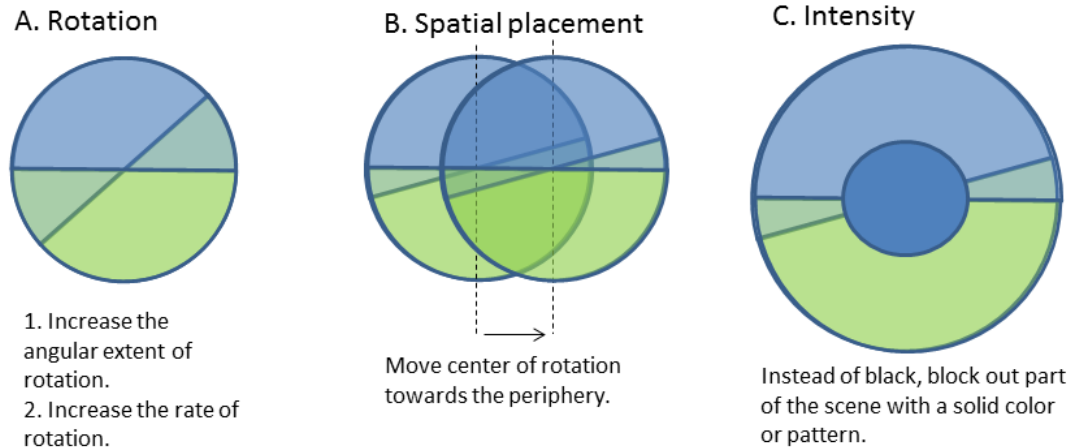 A. Rotation
1. Increase the
angular extent of
rotation.
2. Increase the rate of
rotation.
B. Spatial placement
Move center of rotation
towards the periphery.
C. Intensity
Instead of black, block out part
of the scene with a solid color
or pattern.